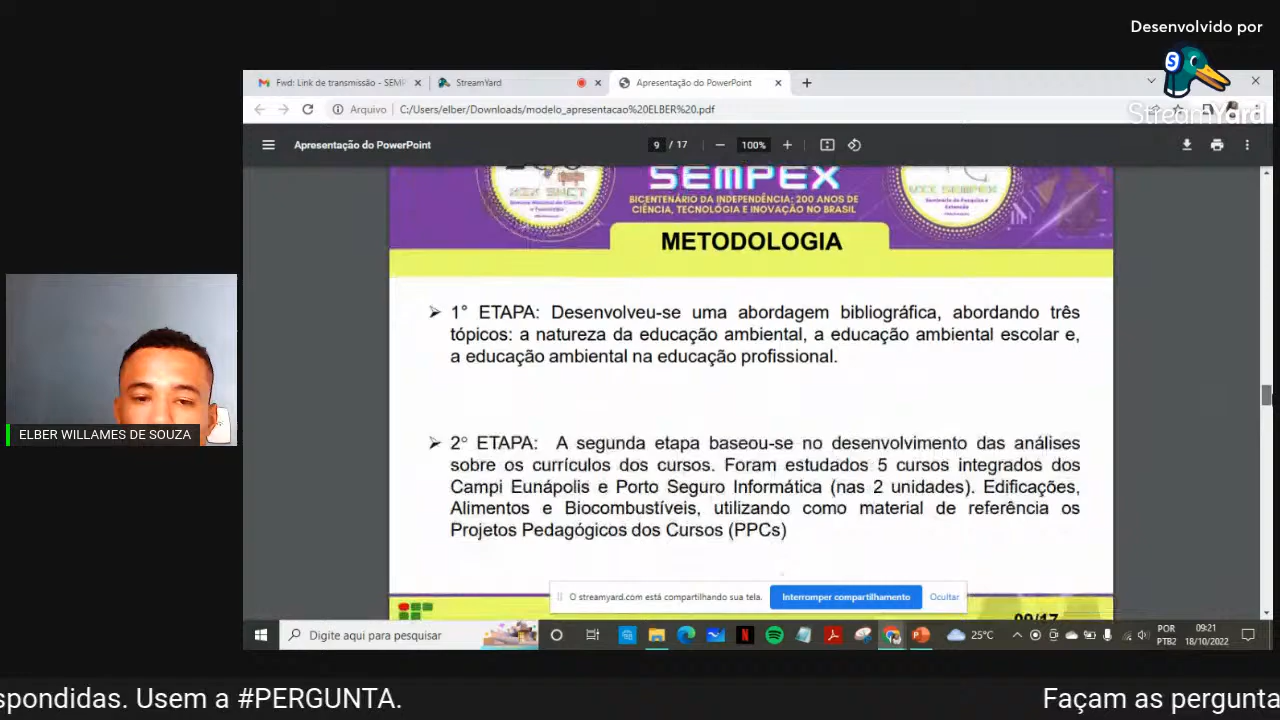 Desenvolvido por
StreamYard
Fwd: Link de transmissão - SEMP
StreamYard
Apresentação do PowerPoint
Arquivo
C:/Users/elber/Downloads/modelo_apresentacao%20ELBER%20.pdf
Apresentação do PowerPoint
9 / 17
100%
SEMPEX
BICENTENÁRIO DA INDEPENDÊNCIA: 200 ANOS DE
CIÊNCIA, TECNOLOGIA E INOVAÇÃO NO BRASIL
METODOLOGIA
1° ETAPA: Desenvolveu-se uma abordagem bibliográfica, abordando três
tópicos: a natureza da educação ambiental, a educação ambiental escolar e,
a educação ambiental na educação profissional.
2° ETAPA: A segunda etapa baseou-se no desenvolvimento das análises
sobre os currículos dos cursos. Foram estudados 5 cursos integrados dos
Campi Eunápolis e Porto Seguro Informática (nas 2 unidades). Edificações,
Alimentos e Biocombustíveis, utilizando como material de referência os
Projetos Pedagógicos dos Cursos (PPCs)
ELBER WILLAMES DE SOUZA
O streamyard.com está compartilhando sua tela.
Interromper compartilhamento
Ocultar
09/17
Digite aqui para pesquisar
25°C
POR
PTB2
09:21
18/10/2022
spondidas. Usem a #PERGUNTA.
Façam as pergunta